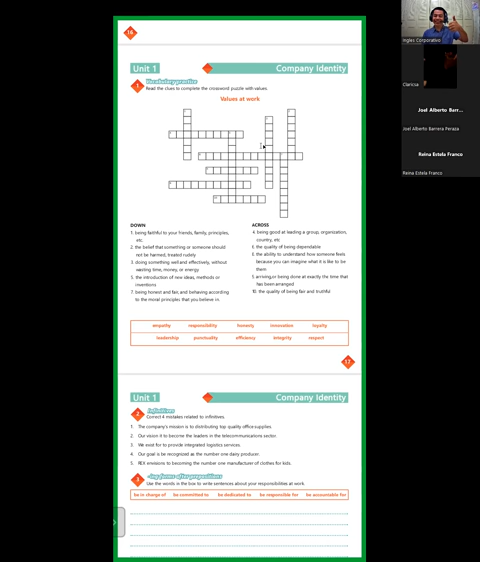 16
Unit 1
Company Identity
1.
Vocabulary practice
Read the clues to complete the crossword puzzle with values.
Values at work
DOWN
1. being faithful to your friends, family, principles,
etc.
2. the belief that something or someone should
not be harmed, treated rudely
3. doing something well and effectively, without
wasting time, money, or energy
5. the introduction of new ideas, methods or
inventions
7. being honest and fair, and behaving according
to the moral principles that you believe in.
ACROSS
4. being good at leading a group, organization,
country, etc
6. the quality of being dependable
8. the ability to understand how someone feels
because you can imagine what it is like to be
them
9. arriving, or being done at exactly the time that
has been arranged
10. the quality of being fair and truthful
empathy responsibility honesty innovation loyalty
leadership punctuality efficiency integrity respect
17
Unit 1
Company Identity
2.
Infinitives
Correct 4 mistakes related to infinitives.
1. The company's mission is to distributing top quality office supplies.
2. Our vision it to become the leaders in the telecommunications sector.
3. We exist for to provide integrated logistics services.
4. Our goal is be recognized as the number one dairy producer.
5. REX envisions to becoming the number one manufacturer of clothes for kids.
3.
-ing forms after prepositions
Use the words in the box to write sentences about your responsibilities at work.
be in charge of be committed to be dedicated to be responsible for be accountable for
Ingles Corporativo
Claricsa
Joel Alberto Barr...
Joel Alberto Barrera Peraza
Reina Estela Franco
Reina Estela Franco